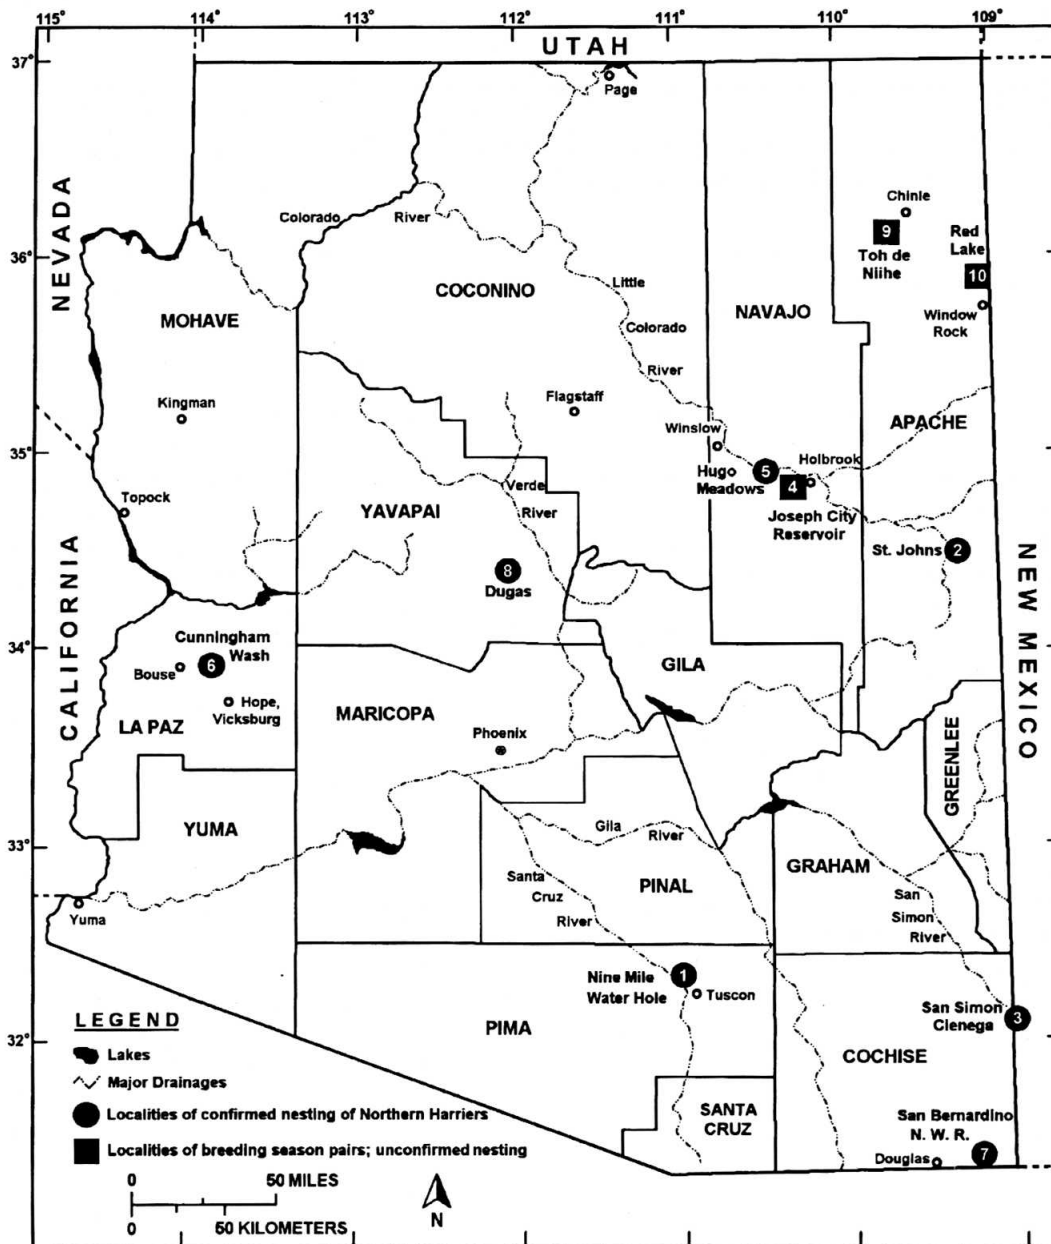 115° 114° 113° 112° 111° 110° 109°
UTAH
37°
Page
NEVADA
Chinle
Colorado River
9
Red
Lake
Toh de
Niihe
36°
10
COCONINO
Little
MOHAVE
NAVAJO
Window
Rock
Colorado
River
Kingman
Flagstaff
APACHE
Winslow
35°
Hugo
Meadows
5
Holbrook
4
Topock
Verde
River
YAVAPAI
Joseph City
Reservoir
St. Johns
2
8
Dugas
CALIFORNIA
NEW MEXICO
34°
Cunningham
Wash
6
Bouse
GILA
Hope,
Vicksburg
LA PAZ
MARICOPA
Phoenix
GREENLEE
33°
YUMA
Gila River
GRAHAM
Santa
Cruz
River
PINAL
San
Simon
River
Yuma
Nine Mile
Water Hole
1
Tuscon
San Simon
Cienega
3
32°
PIMA
COCHISE
LEGEND
Lakes
Major Drainages
Localities of confirmed nesting of Northern Harriers
Localities of breeding season pairs; unconfirmed nesting
SANTA
CRUZ
San Bernardino
N. W. R.
Douglas
7
0 50 MILES
0 50 KILOMETERS
N